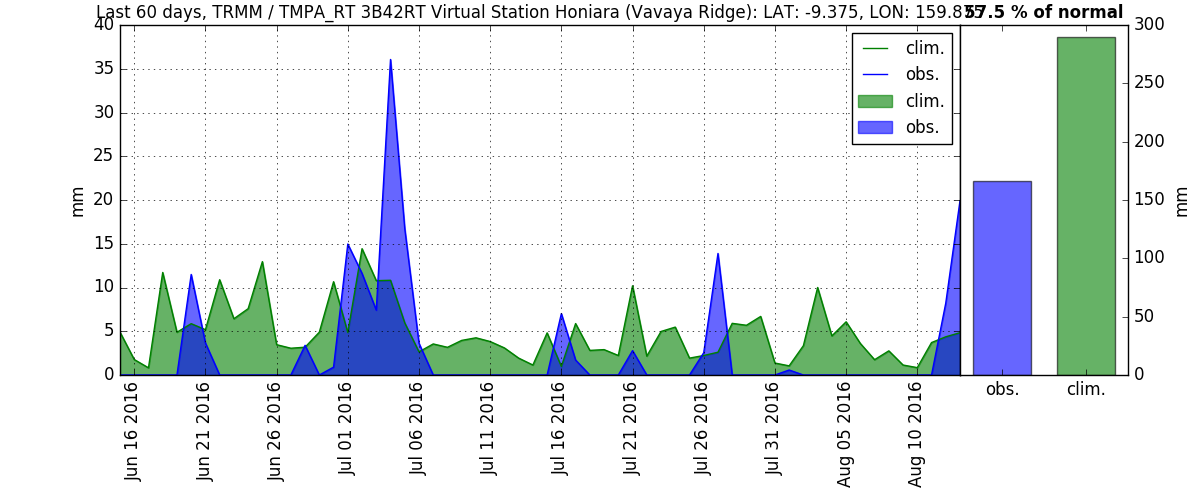 Last 60 days, TRMM / TMPA_RT 3B42RT Virtual Station Honiara (Vavaya Ridge): LAT: -9.375, LON: 159.875
57.5 % of normal
40
35
30
25
20
15
10
5
0
mm
clim.
obs.
clim.
obs.
Jun 16 2016
Jun 21 2016
Jun 26 2016
Jul 01 2016
Jul 06 2016
Jul 11 2016
Jul 16 2016
Jul 21 2016
Jul 26 2016
Jul 31 2016
Aug 05 2016
Aug 10 2016
obs.
clim.
300
250
200
150
100
50
0
mm